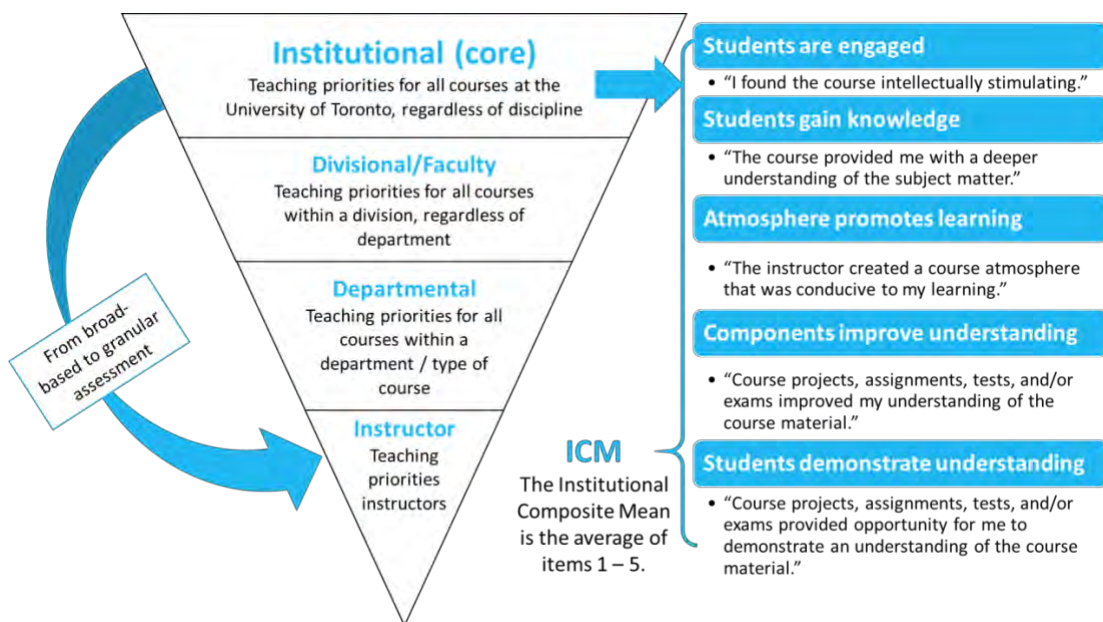 Institutional (core)
Teaching priorities for all courses at the
University of Toronto, regardless of discipline
Divisional/Faculty
Teaching priorities for all courses
within a division, regardless of
department
Departmental
Teaching priorities for all
courses within a
department / type of
course
Instructor
Teaching
priorities
instructors
From broad-
based to granular
assessment
ICM
The Institutional
Composite Mean
is the average of
items 1 – 5.
Students are engaged
• “I found the course intellectually stimulating.”
Students gain knowledge
• “The course provided me with a deeper
understanding of the subject matter.”
Atmosphere promotes learning
• “The instructor created a course atmosphere
that was conducive to my learning.”
Components improve understanding
• “Course projects, assignments, tests, and/or
exams improved my understanding of the
course material.”
Students demonstrate understanding
• “Course projects, assignments, tests, and/or
exams provided opportunity for me to
demonstrate an understanding of the course
material.”